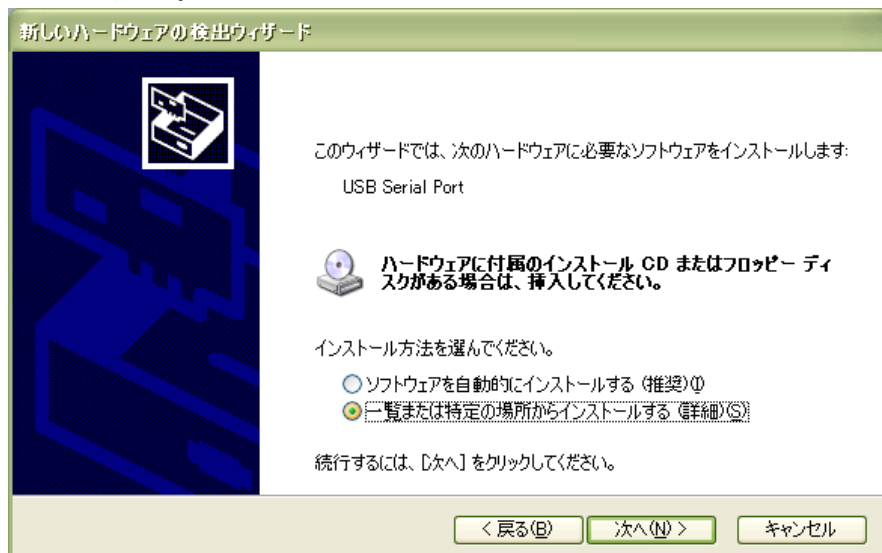 新しいハードウェアの検出ウィザード
このウィザードでは、次のハードウェアに必要なソフトウェアをインストールします:
USB Serial Port
ハードウェアに付属のインストール CD またはフロッピー ディ
スクがある場合は、挿入してください。
インストール方法を選んでください。
ソフトウェアを自動的にインストールする (推奨)(I)
一覧または特定の場所からインストールする (詳細)(S)
続行するには、[次へ] をクリックしてください。
< 戻る(B)
次へ(N) >
キャンセル